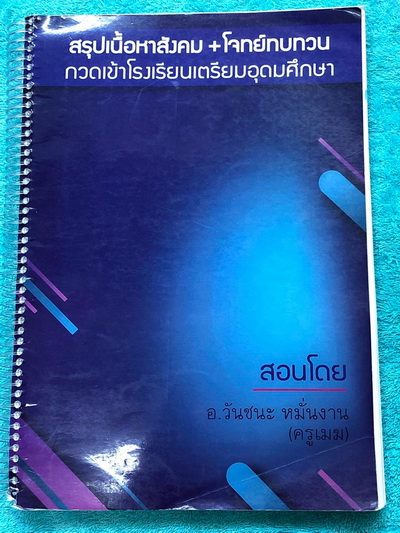 สรุปเนื้อหาสังคม +โจทย์ทบทวน
กวดเข้าโรงเรียนเตรียมอุดมศึกษา
สอนโดย
อ.วันชนะ หมั่นงาน
(ครูเมม)